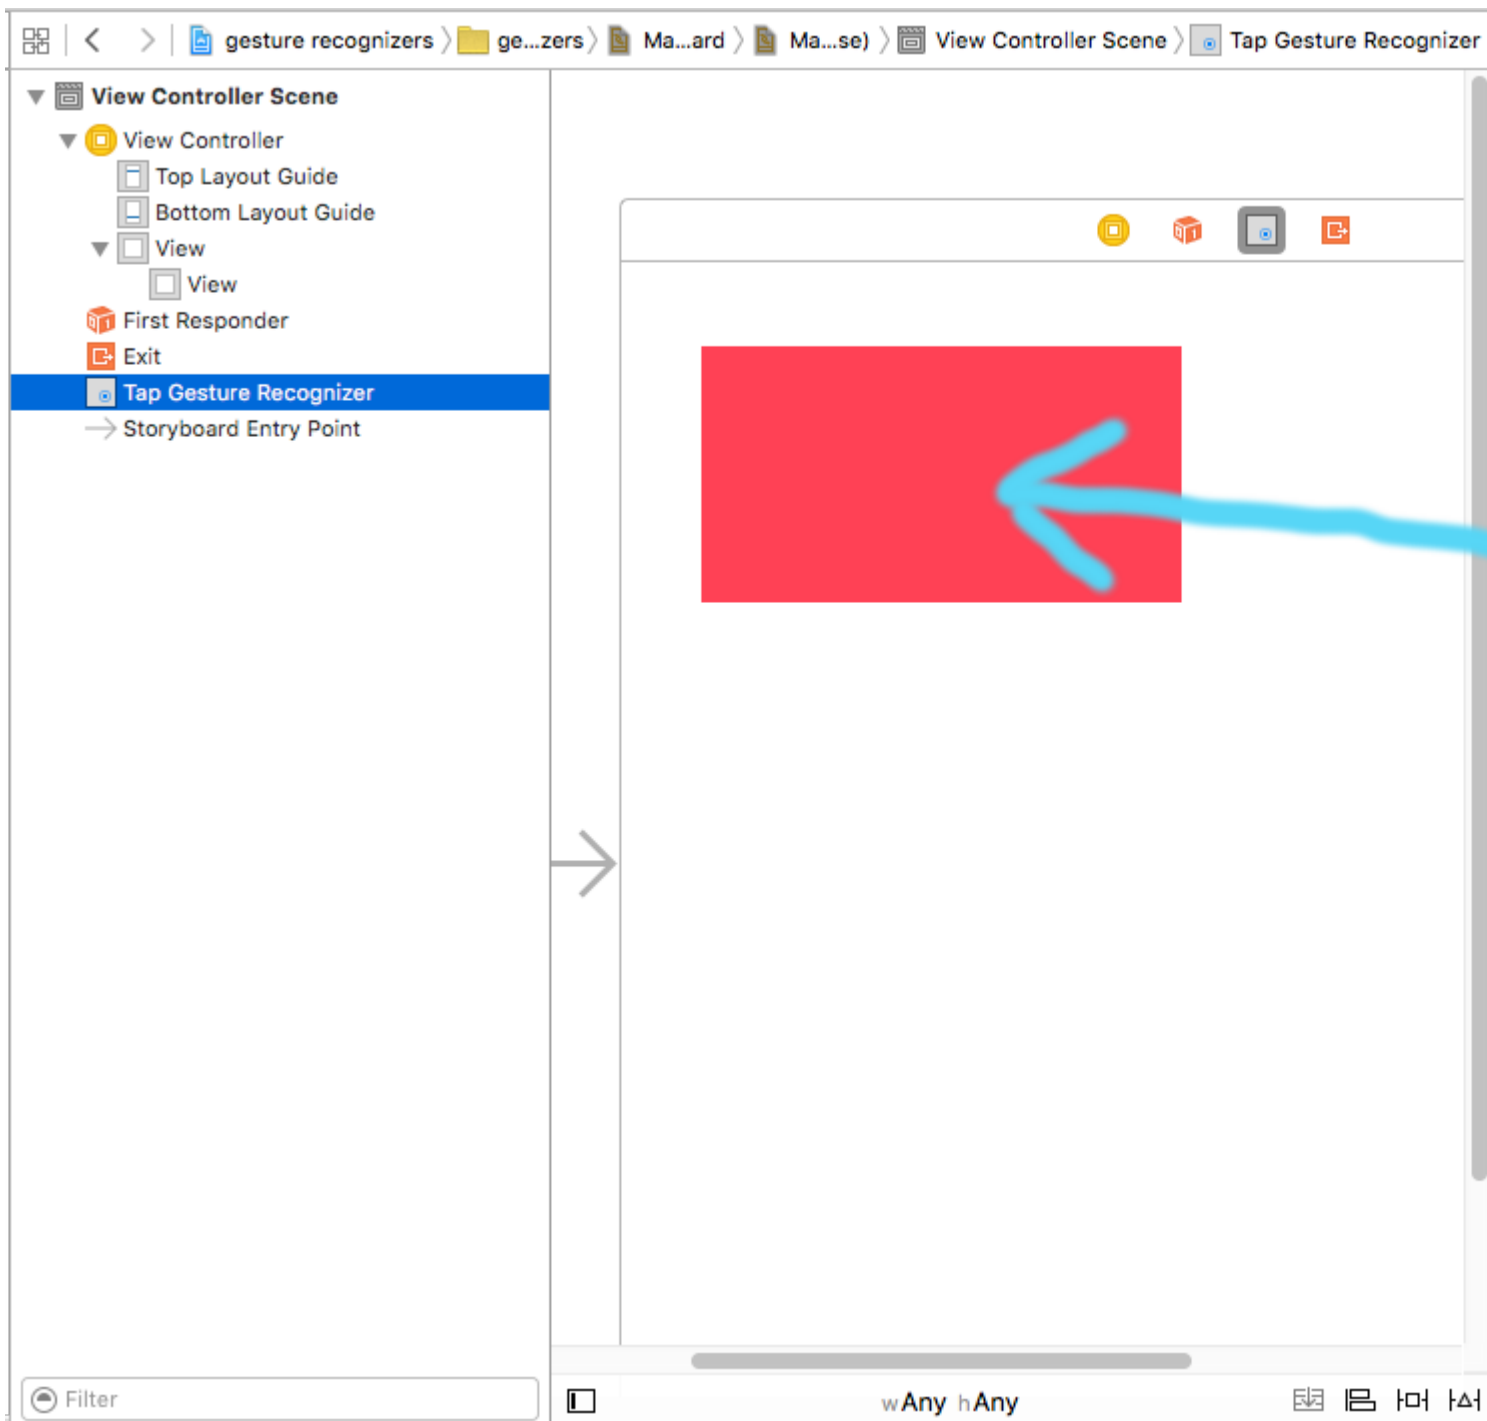 gesture recognizers ge...zers Ma...ard Ma...se) View Controller Scene Tap Gesture Recognizer
View Controller Scene
View Controller
Top Layout Guide
Bottom Layout Guide
View
View
First Responder
Exit
Tap Gesture Recognizer
Storyboard Entry Point
Filter
wAny hAny